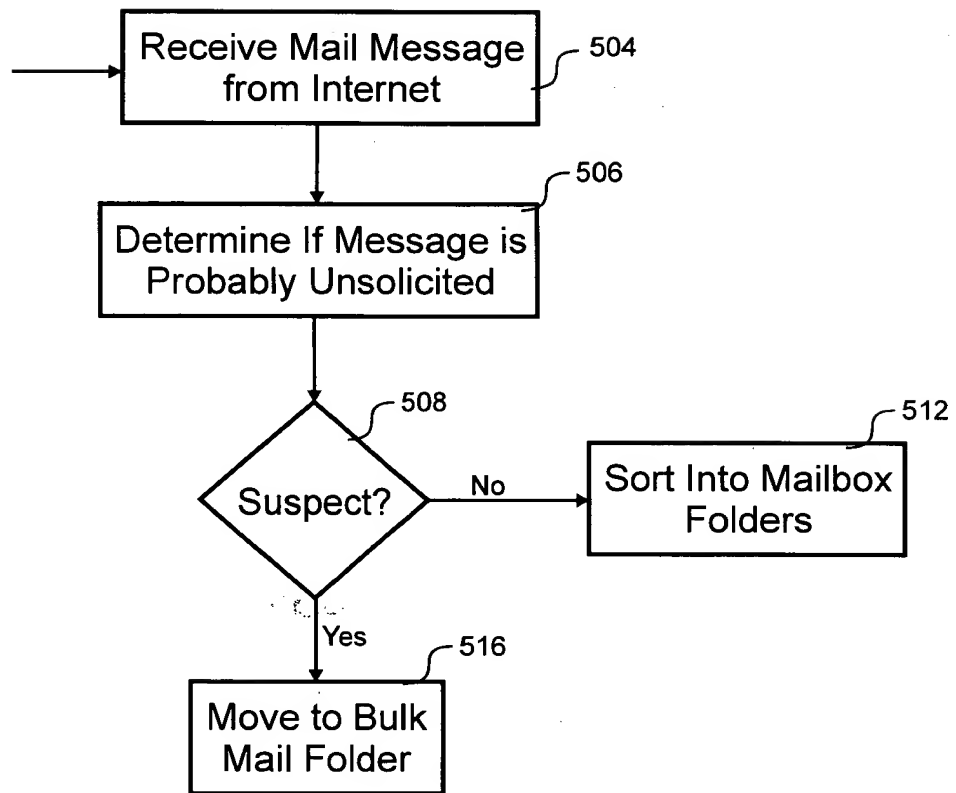 Receive Mail Message
from Internet
504
506
Determine If Message is
Probably Unsolicited
508
Suspect?
No
512
Sort Into Mailbox
Folders
Yes
516
Move to Bulk
Mail Folder